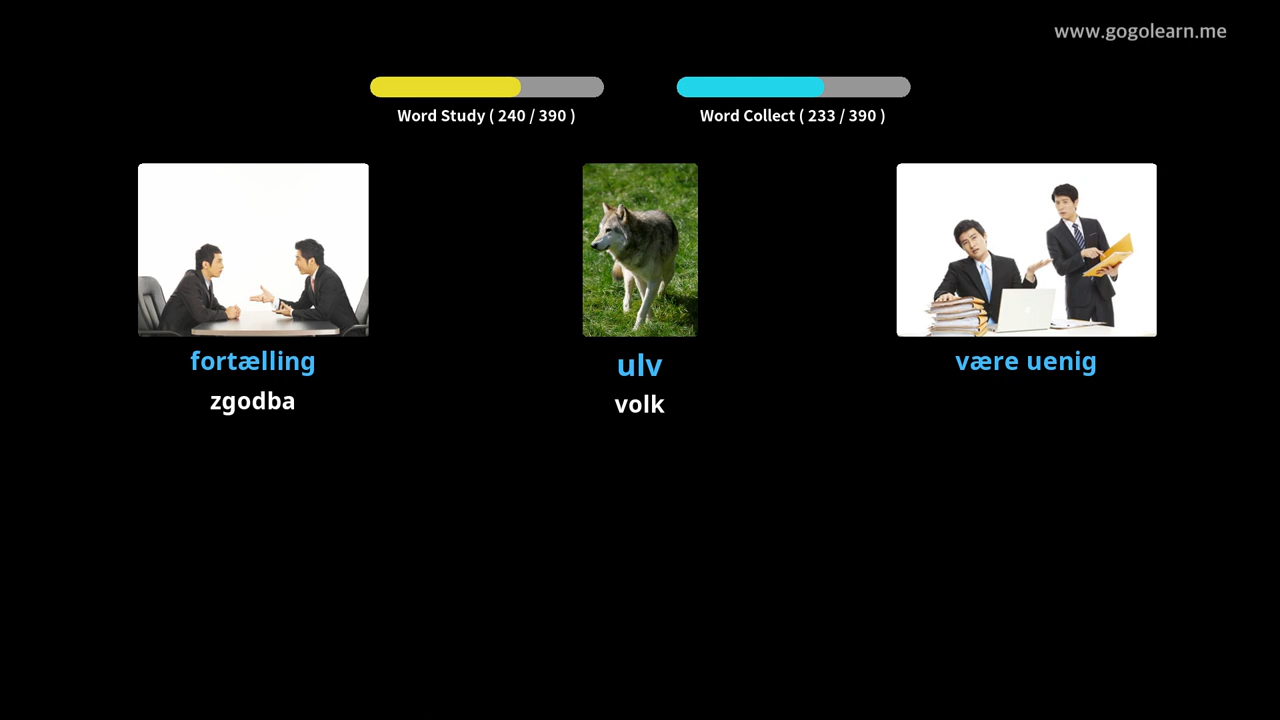 www.gogolearn.me
Word Study ( 240 / 390 )
Word Collect ( 233 / 390 )
fortælling
zgodba
ulv
volk
være uenig